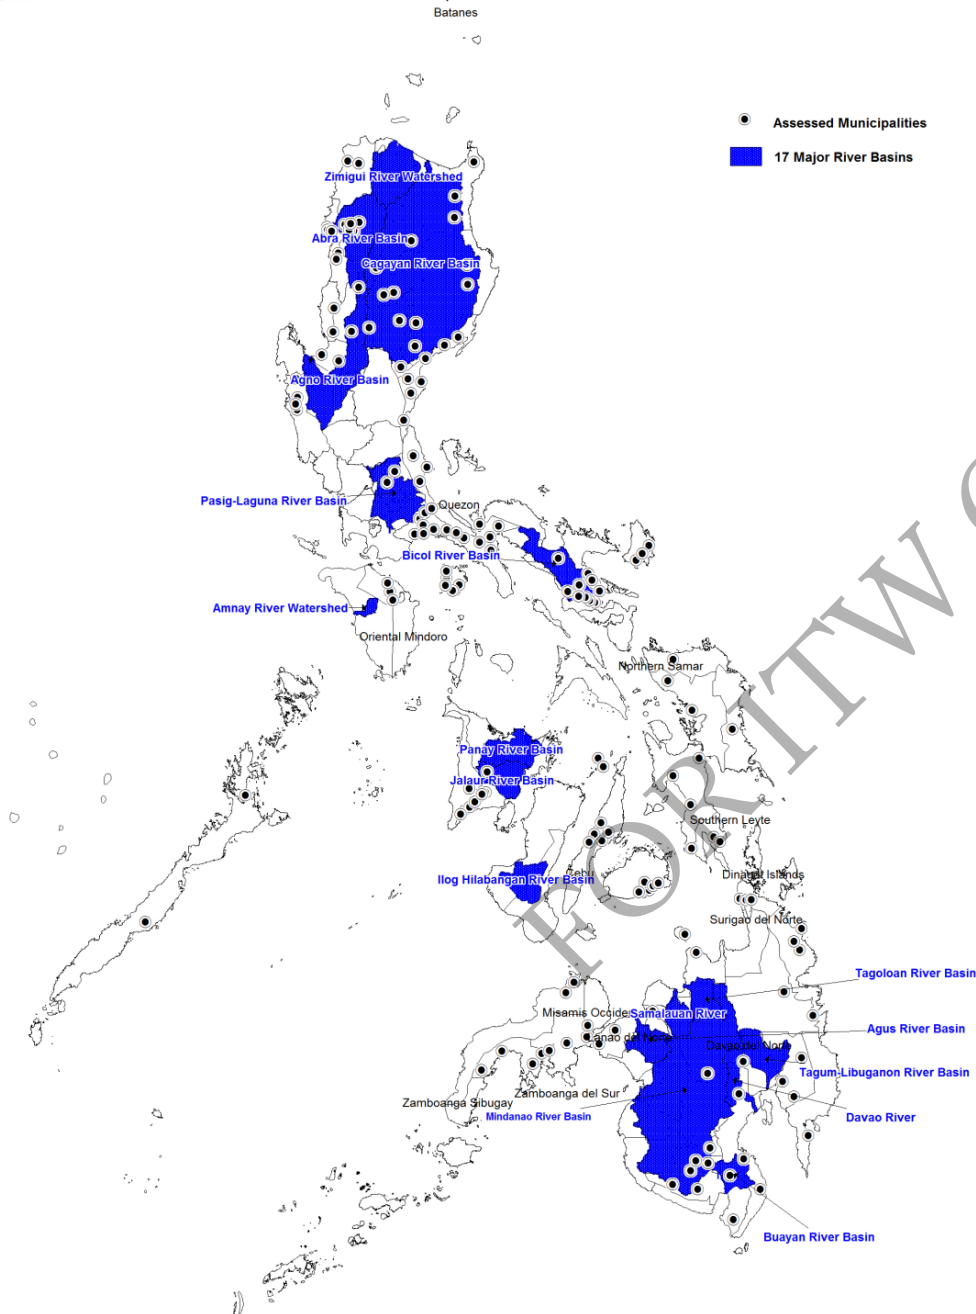 Batanes
Assessed Municipalities
17 Major River Basins
Zimigui River Watershed
Abra River Basin
Cagayan River Basin
Agno River Basin
Pasig-Laguna River Basin
Quezon
Bicol River Basin
Amnay River Watershed
Oriental Mindoro
Northern Samar
Panay River Basin
Jalaur River Basin
Southern Leyte
Cebu
Ilog Hilabangan River Basin
Dinagat Islands
Surigao del Norte
Tagoloan River Basin
Misamis Occide
Samalauan River
Agus River Basin
Lanao del Norte
Davao del Norte
Tagum-Libuganon River Basin
Zamboanga del Sur
Zamboanga Sibugay
Mindanao River Basin
Davao River
Buayan River Basin
FORITW